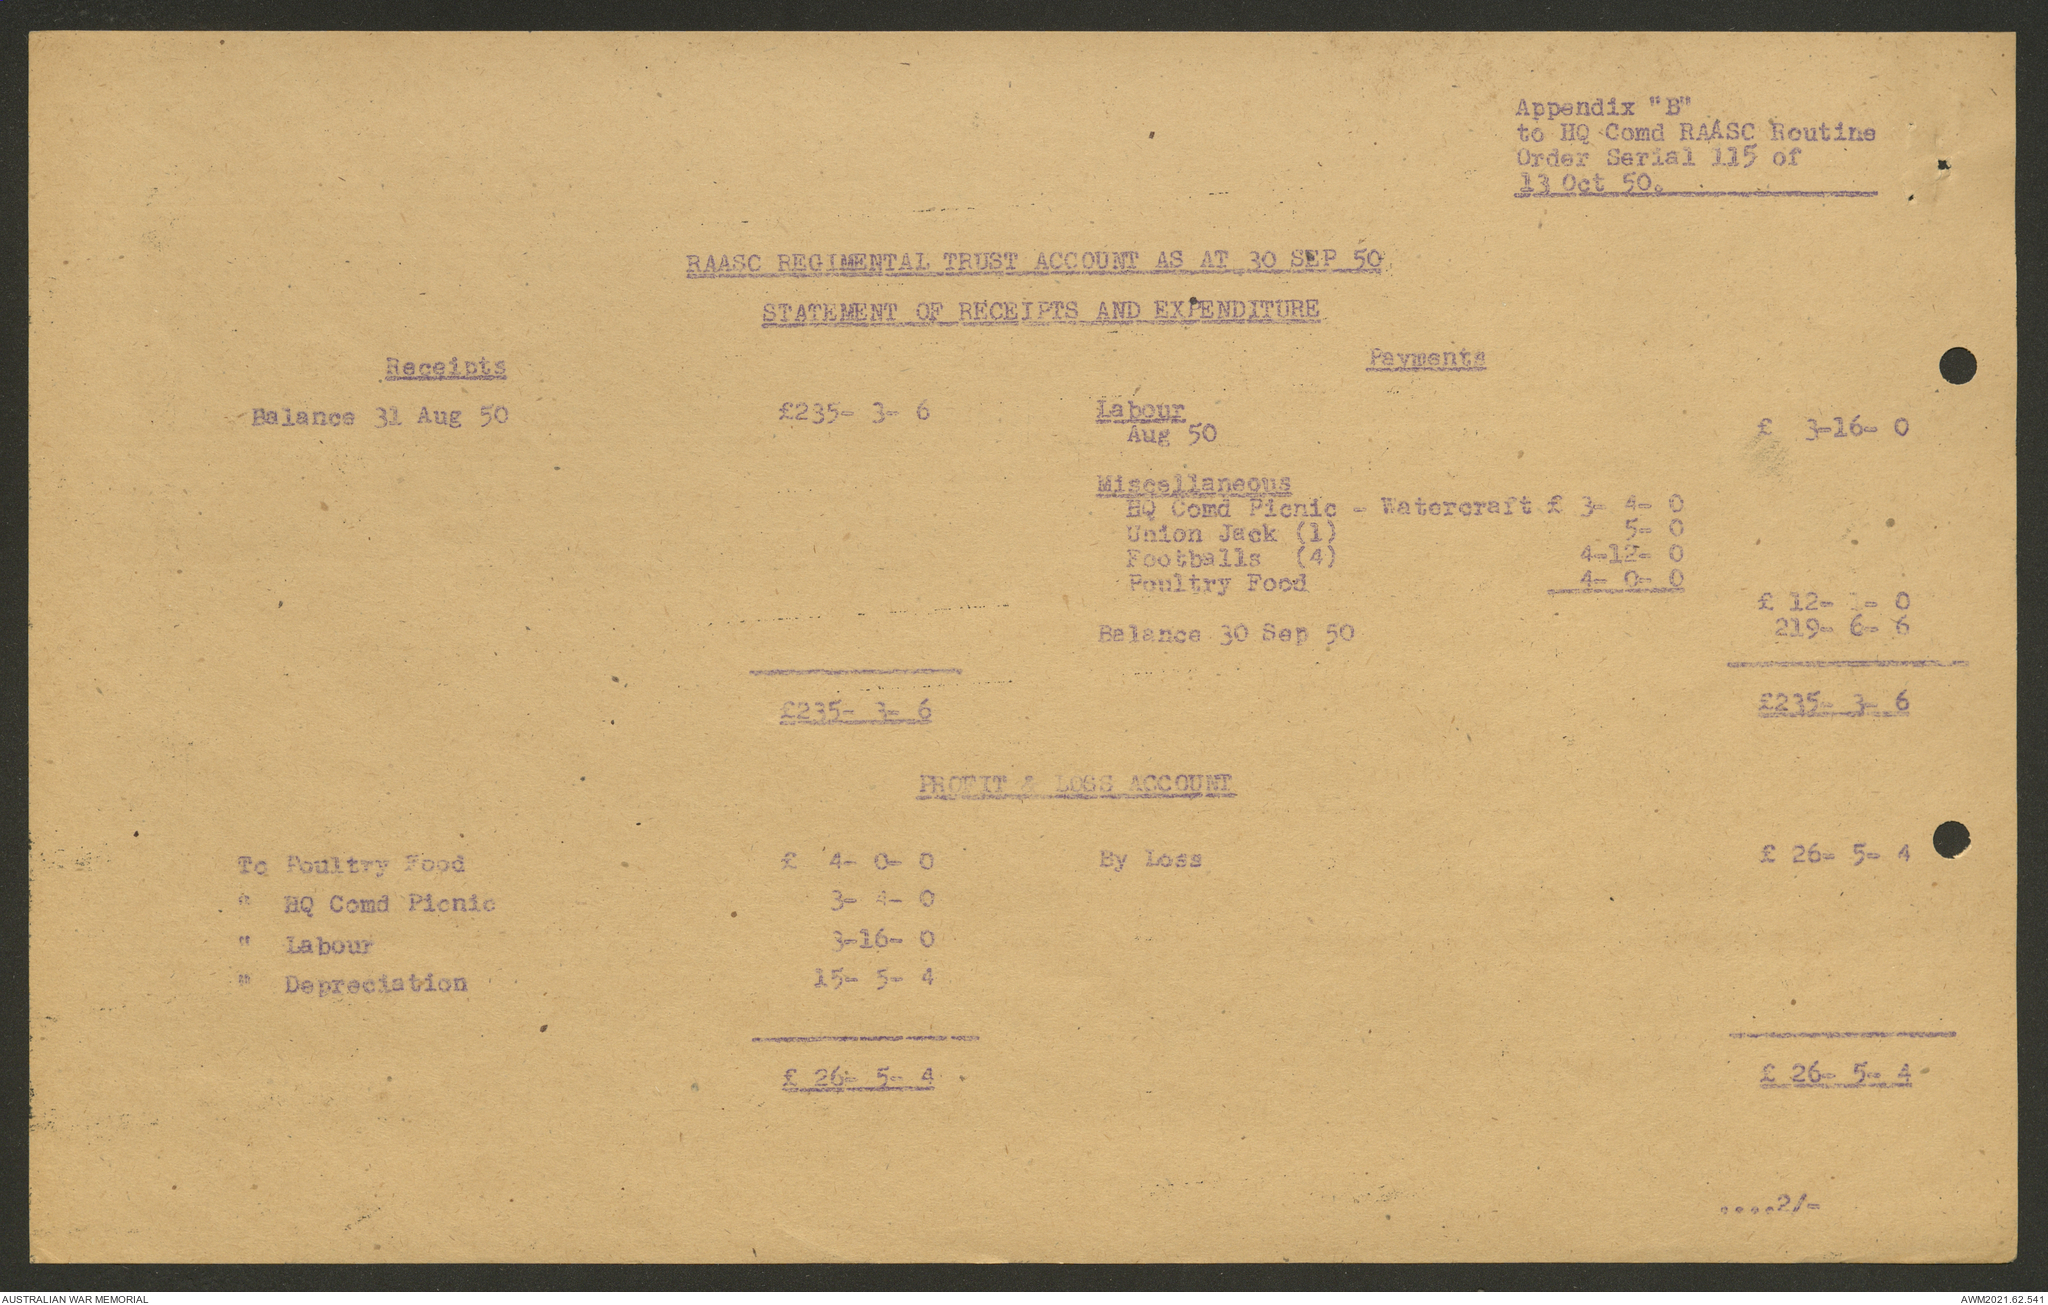 Appendix "B"
to HQ Comd RAASC Routine
Order Serial 115 of
13 Oct 50.
RAASC REGIMENTAL TRUST ACCOUNT AS AT 30 SEP 50
STATEMENT OF RECEIPTS AND EXPENDITURE
Receipts
Balance 31 Aug 50 £235- 3- 6
£235- 3- 6
Payments
Labour
Aug 50 £ 3-16- 0
Miscellaneous
HQ Comd Picnic - Watercraft £ 3- 4- 0
Union Jack (1) 5- 0
Footballs (4) 4-12- 0
Poultry Food 4- 0- 0
£ 12- 1- 0
Balance 30 Sep 50 219- 6- 6
£235- 3- 6
PROFIT & LOSS ACCOUNT
To Poultry Food £ 4- 0- 0
" HQ Comd Picnic 3- 4- 0
" Labour 3-16- 0
" Depreciation 15- 5- 4
£ 26- 5- 4
By Loss £ 26- 5- 4
£ 26- 5- 4
....2/-
AUSTRALIAN WAR MEMORIAL
AWM2021.62.541